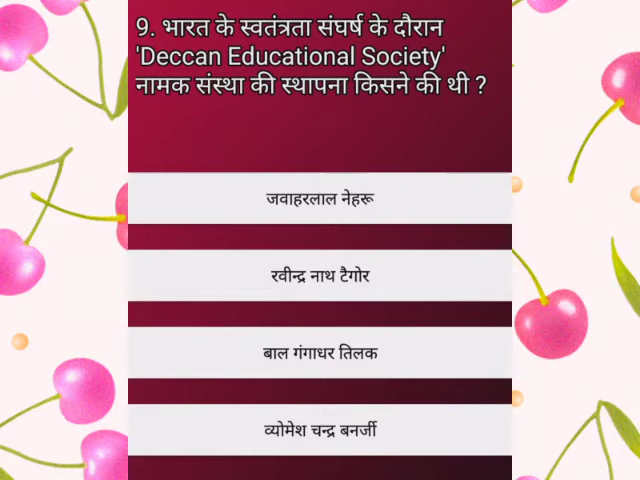 9. भारत के स्वतंत्रता संघर्ष के दौरान
'Deccan Educational Society'
नामक संस्था की स्थापना किसने की थी ?
जवाहरलाल नेहरू
रवीन्द्र नाथ टैगोर
बाल गंगाधर तिलक
व्योमेश चन्द्र बनर्जी